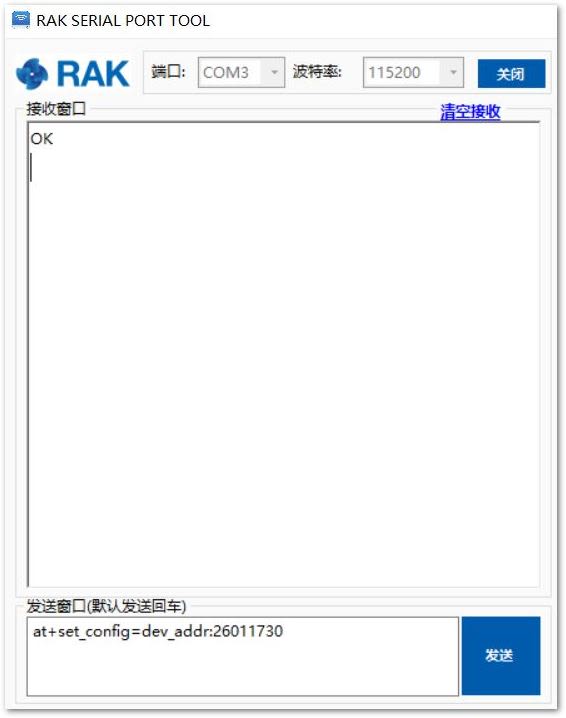 RAK SERIAL PORT TOOL
RAK 端口: COM3 波特率: 115200 关闭
接收窗口 清空接收
OK
发送窗口(默认发送回车)
at+set_config=dev_addr:26011730
发送